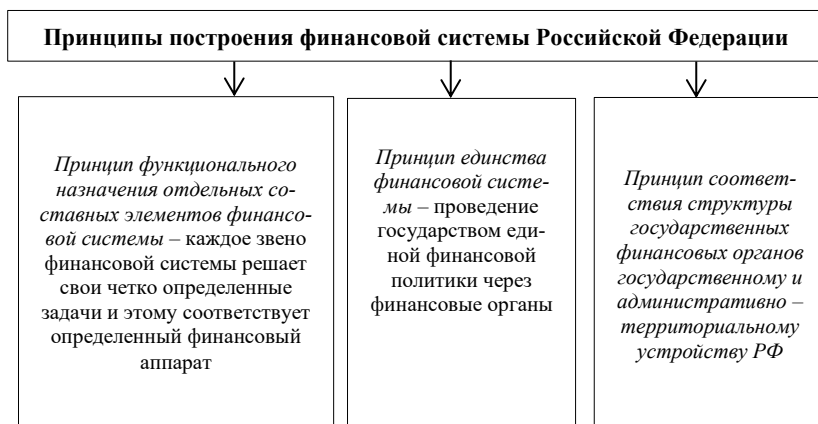 Принципы построения финансовой системы Российской Федерации
Принцип функционального
назначения отдельных со-
ставных элементов финансо-
вой системы – каждое звено
финансовой системы решает
свои четко определенные
задачи и этому соответствует
определенный финансовый
аппарат
Принцип единства
финансовой систе-
мы – проведение
государством еди-
ной финансовой
политики через
финансовые органы
Принцип соответ-
ствия структуры
государственных
финансовых органов
государственному и
административно –
территориальному
устройству РФ